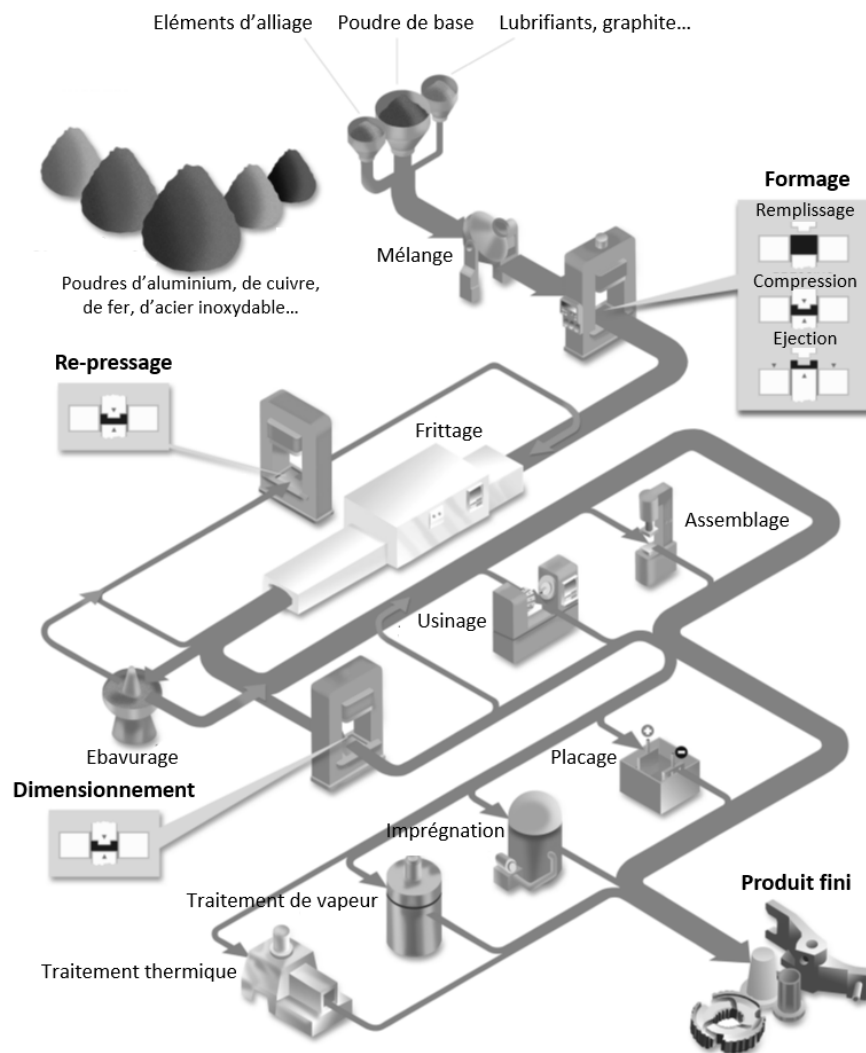 Eléments d'alliage
Poudre de base
Lubrifiants, graphite…
Formage
Remplissage
Mélange
Poudres d'aluminium, de cuivre,
de fer, d'acier inoxydable…
Compression
Ejection
Re-pressage
Frittage
Assemblage
Usinage
Ebavurage
Placage
Dimensionnement
Imprégnation
Produit fini
Traitement de vapeur
Traitement thermique